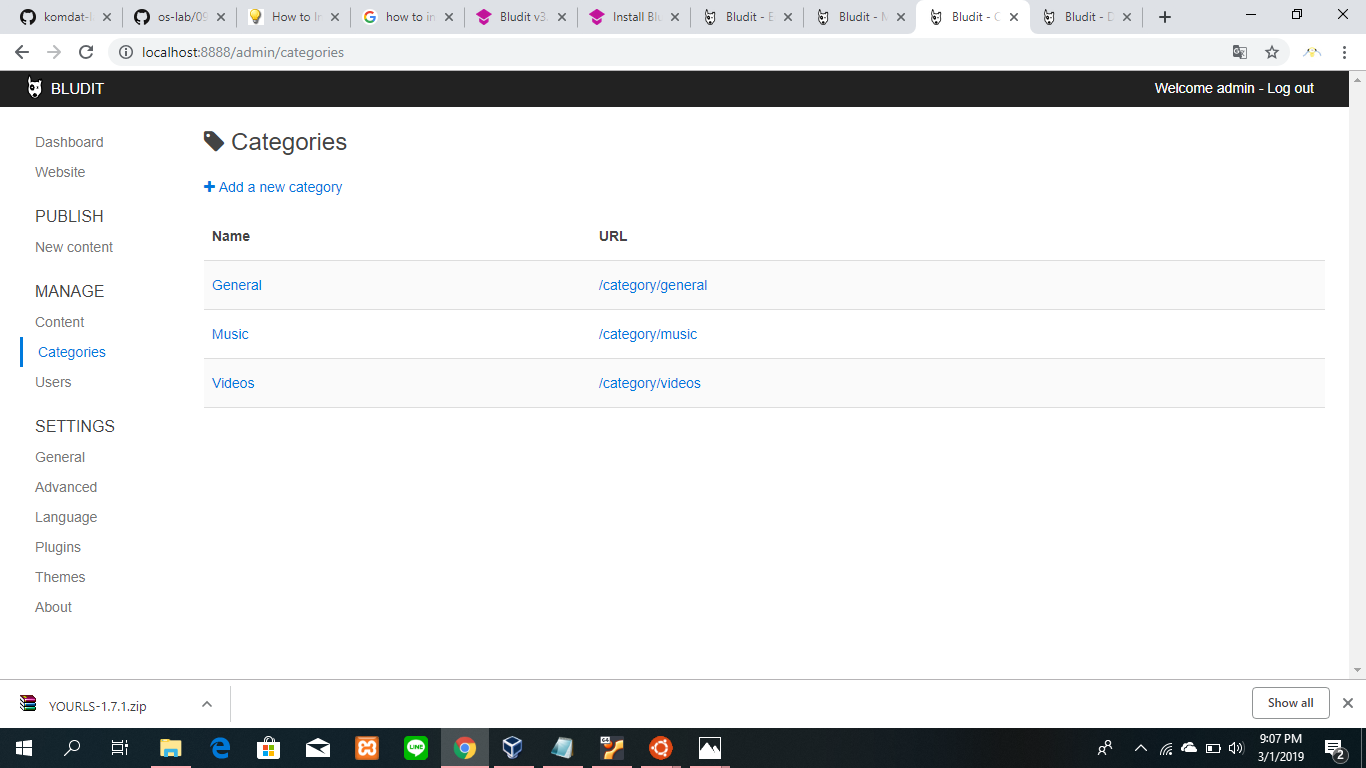 komdat-
os-lab/09
How to I
how to in
Bludit v3
Install Blu
Bludit - E
Bludit - M
Bludit - C
Bludit - D
localhost:8888/admin/categories
BLUDIT
Welcome admin - Log out
Dashboard
Website
PUBLISH
New content
MANAGE
Content
Categories
Users
SETTINGS
General
Advanced
Language
Plugins
Themes
About
Categories
+ Add a new category
Name URL
General /category/general
Music /category/music
Videos /category/videos
YOURLS-1.7.1.zip
Show all
LINE
64
9:07 PM
3/1/2019
2